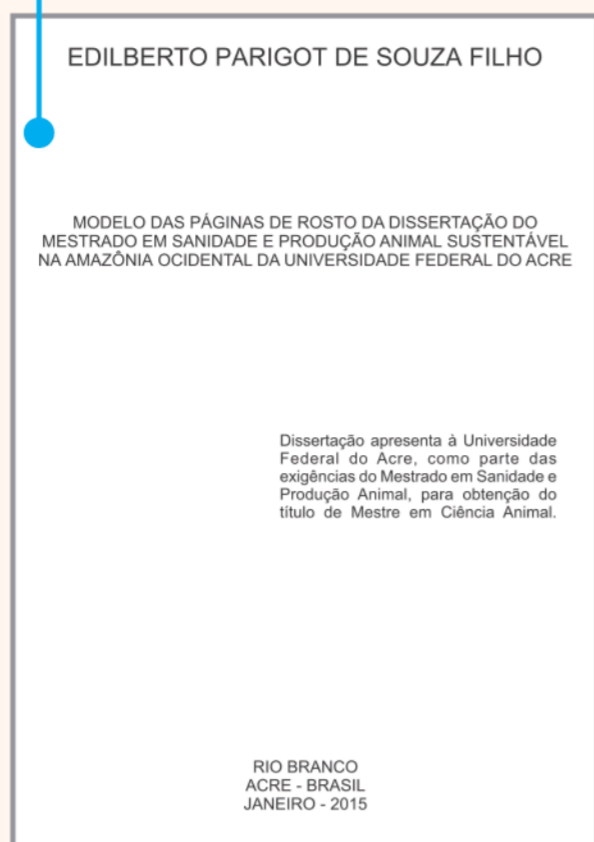 EDILBERTO PARIGOT DE SOUZA FILHO
MODELO DAS PÁGINAS DE ROSTO DA DISSERTAÇÃO DO
MESTRADO EM SANIDADE E PRODUÇÃO ANIMAL SUSTENTÁVEL
NA AMAZÔNIA OCIDENTAL DA UNIVERSIDADE FEDERAL DO ACRE
Dissertação apresenta à Universidade
Federal do Acre, como parte das
exigências do Mestrado em Sanidade e
Produção Animal, para obtenção do
título de Mestre em Ciência Animal.
RIO BRANCO
ACRE - BRASIL
JANEIRO - 2015